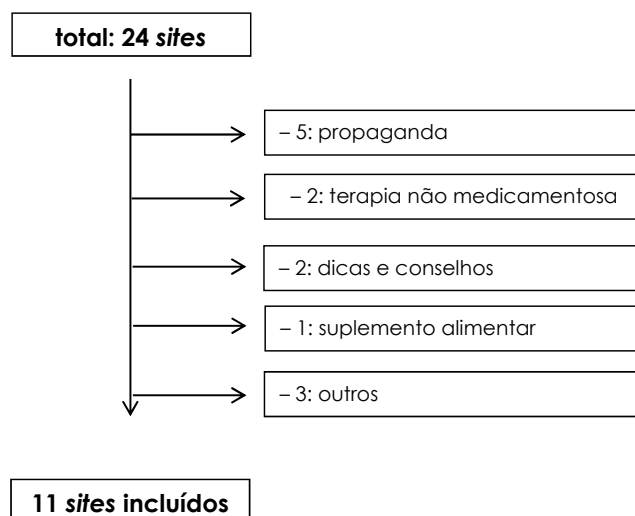 total: 24 sites
– 5: propaganda
– 2: terapia não medicamentosa
– 2: dicas e conselhos
– 1: suplemento alimentar
– 3: outros
11 sites incluídos